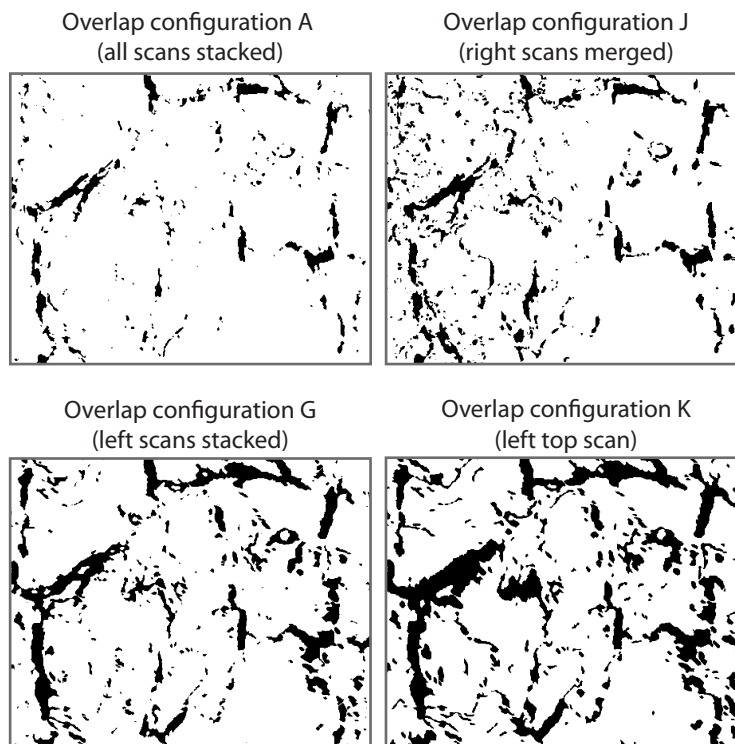 Overlap configuration A
(all scans stacked)
Overlap configuration J
(right scans merged)
Overlap configuration G
(left scans stacked)
Overlap configuration K
(left top scan)